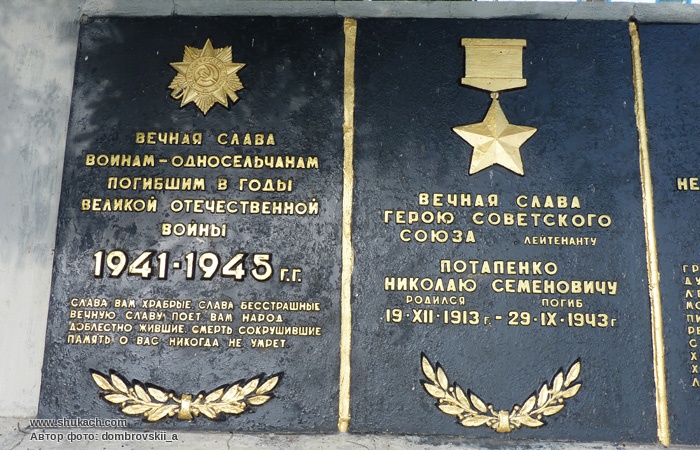 ВЕЧНАЯ СЛАВА
ВОИНАМ-ОДНОСЕЛЬЧАНАМ
ПОГИБШИМ В ГОДЫ
ВЕЛИКОЙ ОТЕЧЕСТВЕННОЙ
ВОЙНЫ
1941-1945 Г.Г.
СЛАВА ВАМ ХРАБРЫЕ, СЛАВА БЕССТРАШНЫЕ
ВЕЧНУЮ СЛАВУ ПОЕТ ВАМ НАРОД
ДОБЛЕСТНО ЖИВШИЕ, СМЕРТЬ СОКРУШИВШИЕ
ПАМЯТЬ О ВАС НИКОГДА НЕ УМРЕТ
ВЕЧНАЯ СЛАВА
ГЕРОЮ СОВЕТСКОГО
СОЮЗА ЛЕЙТЕНАНТУ
ПОТАПЕНКО
НИКОЛАЮ СЕМЕНОВИЧУ
РОДИЛСЯ ПОГИБ
19·XII·1913 г. - 29·IX·1943 г
НЕ
www.shukach.com
Автор фото: dombrovskii_a